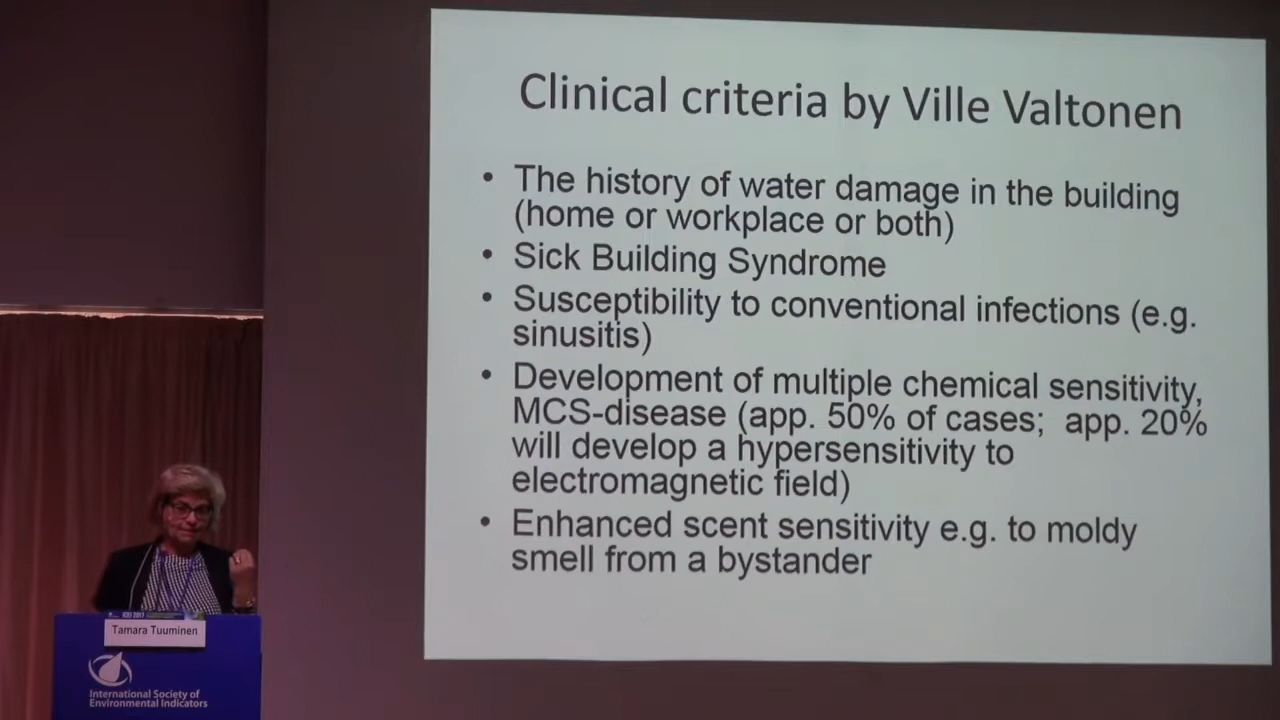 Clinical criteria by Ville Valtonen
• The history of water damage in the building
(home or workplace or both)
• Sick Building Syndrome
• Susceptibility to conventional infections (e.g.
sinusitis)
• Development of multiple chemical sensitivity,
MCS-disease (app. 50% of cases; app. 20%
will develop a hypersensitivity to
electromagnetic field)
• Enhanced scent sensitivity e.g. to moldy
smell from a bystander
ICEI 2017
Tamara Tuuminen
International Society of
Environmental Indicators